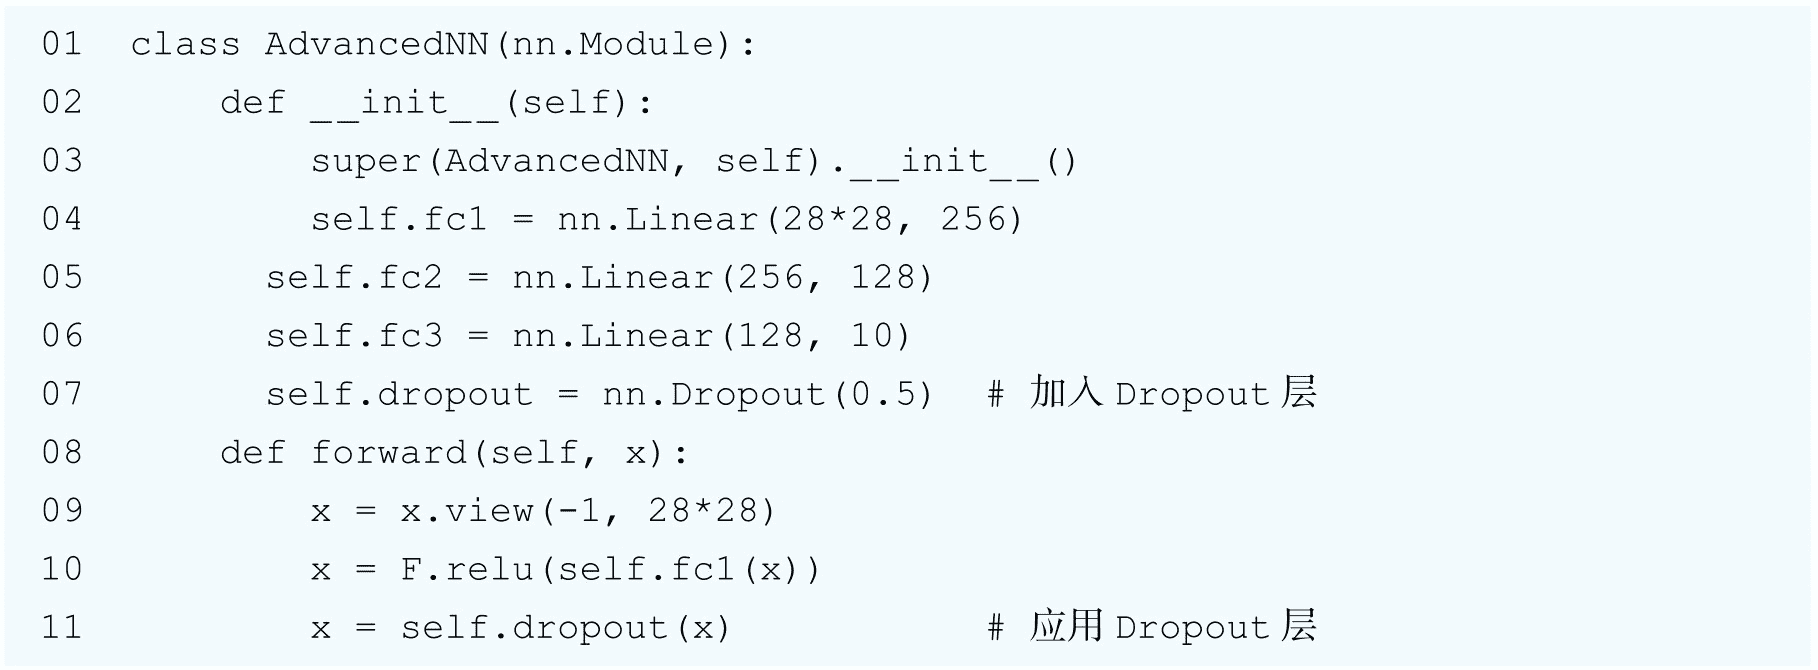 01  class AdvancedNN(nn.Module):
02      def __init__(self):
03          super(AdvancedNN, self).__init__()
04          self.fc1 = nn.Linear(28*28, 256)
05        self.fc2 = nn.Linear(256, 128)
06        self.fc3 = nn.Linear(128, 10)
07        self.dropout = nn.Dropout(0.5)  # 加入 Dropout 层
08      def forward(self, x):
09          x = x.view(-1, 28*28)
10          x = F.relu(self.fc1(x))
11          x = self.dropout(x)           # 应用 Dropout 层